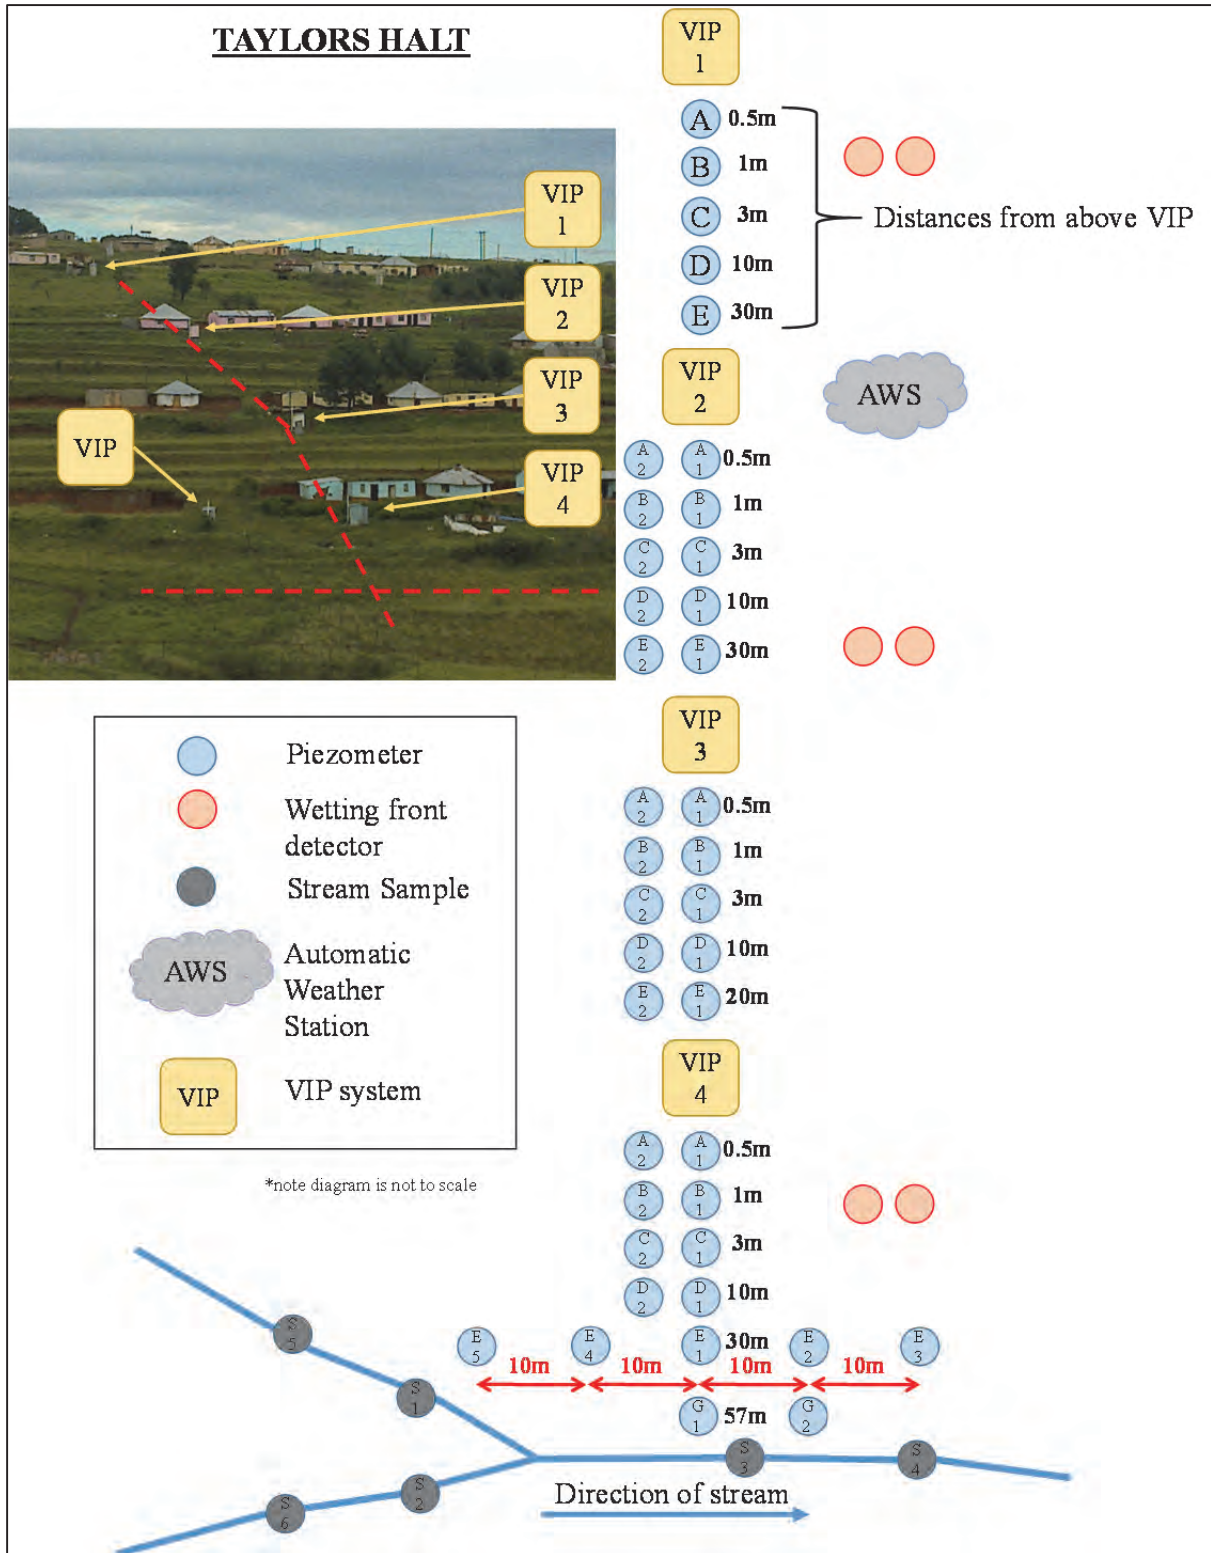 TAYLORS HALT
VIP
1
VIP
2
VIP
3
VIP
VIP
4
VIP
1
A 0.5m
B 1m
C 3m
D 10m
E 30m
Distances from above VIP
VIP
2
AWS
A
2
A
1
0.5m
B
2
B
1
1m
C
2
C
1
3m
D
2
D
1
10m
E
2
E
1
30m
VIP
3
A
2
A
1
0.5m
B
2
B
1
1m
C
2
C
1
3m
D
2
D
1
10m
E
2
E
1
20m
VIP
4
A
2
A
1
0.5m
B
2
B
1
1m
C
2
C
1
3m
D
2
D
1
10m
E
5
E
4
E
1
30m
E
2
E
3
10m 10m 10m 10m
G
1
57m
G
2
Piezometer
Wetting front
detector
Stream Sample
AWS
Automatic
Weather
Station
VIP
VIP system
*note diagram is not to scale
S
5
S
1
S
3
S
4
S
2
S
6
Direction of stream